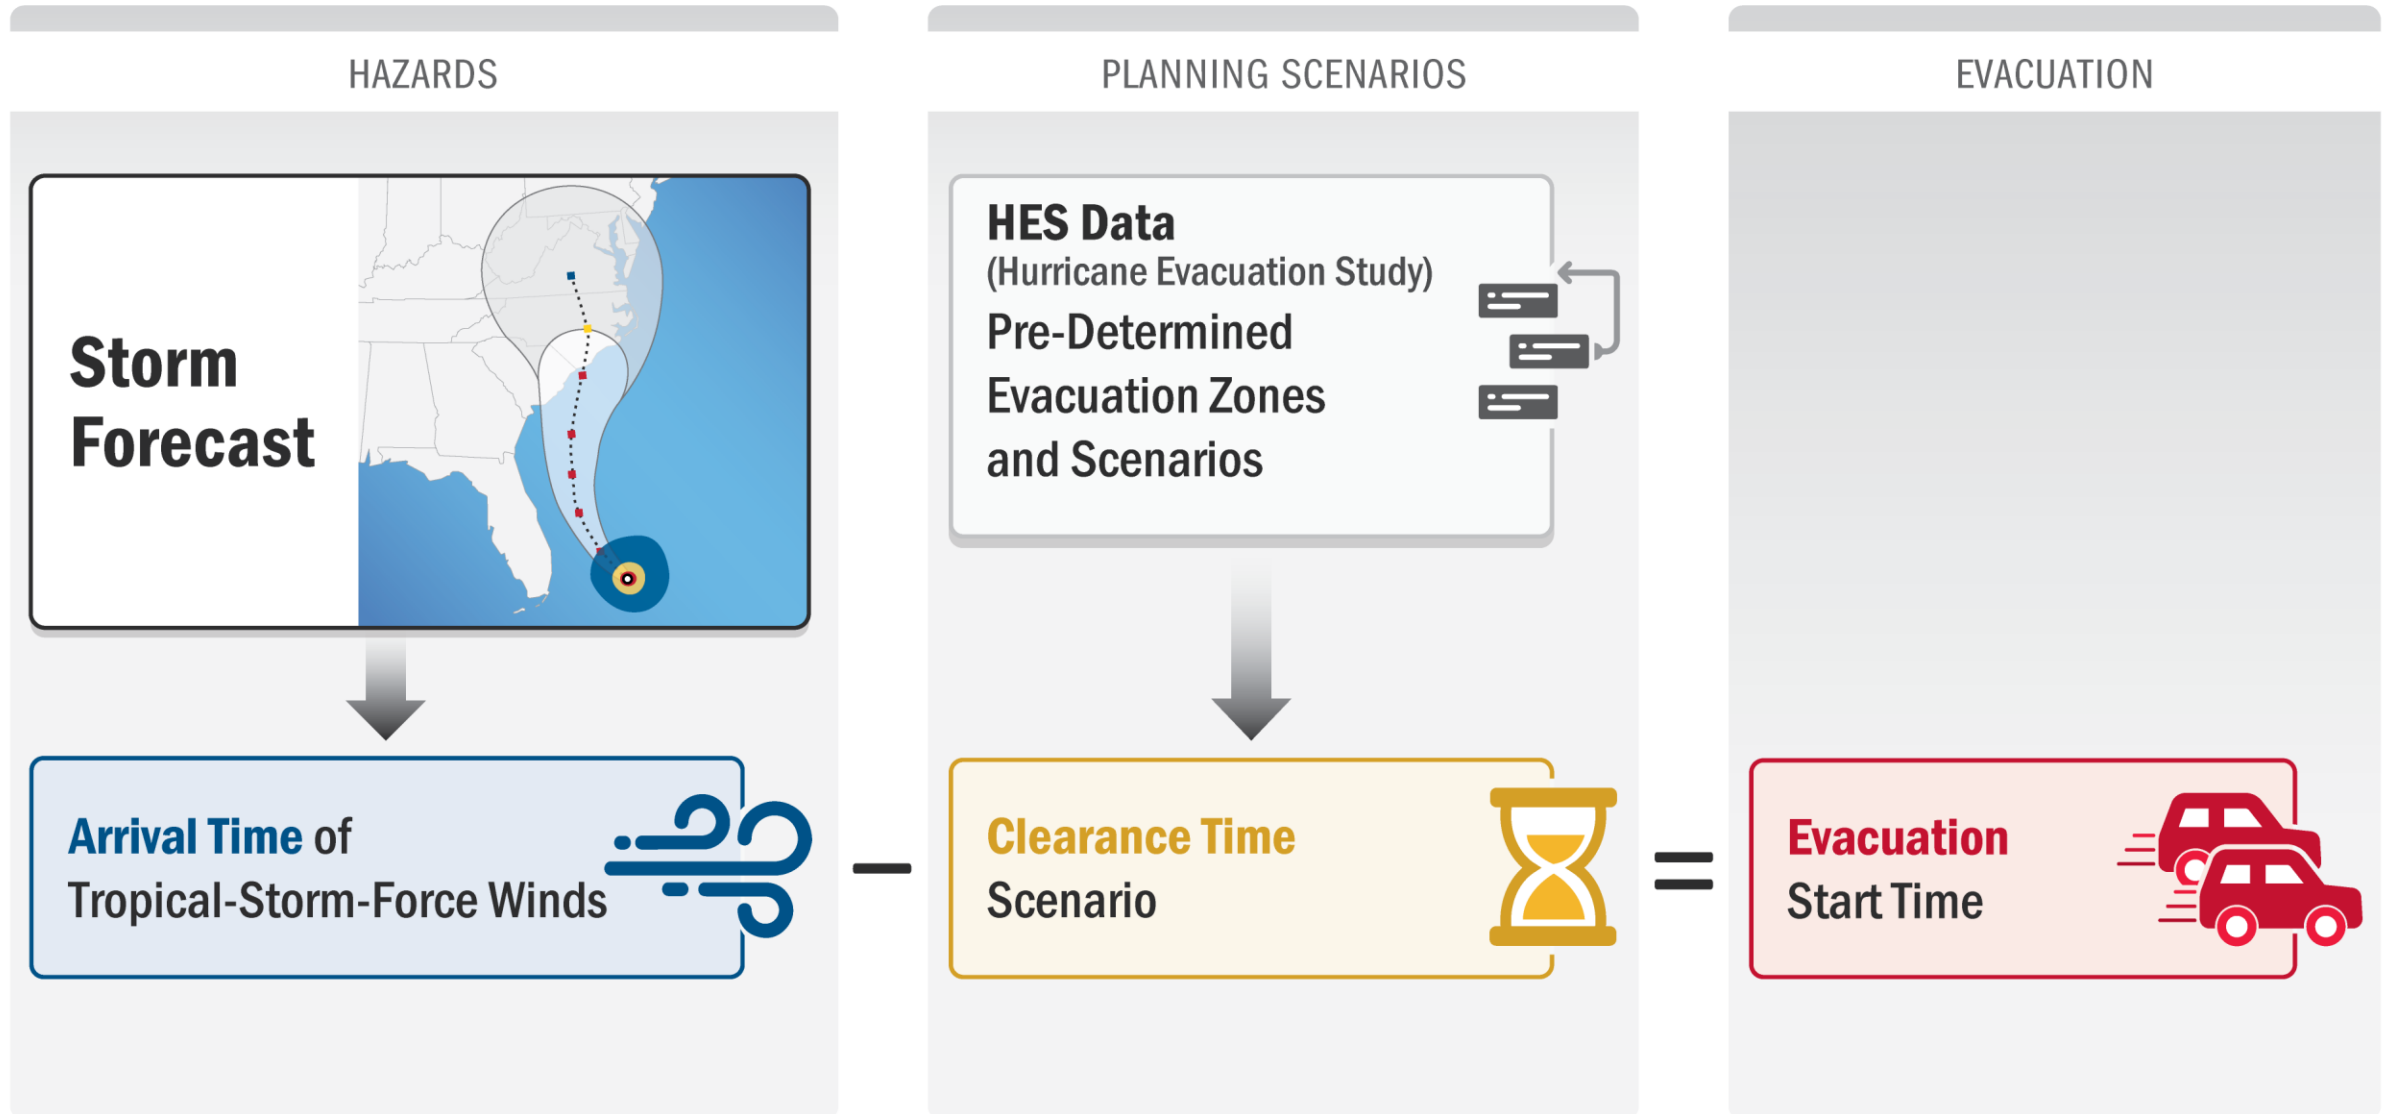 HAZARDS
Storm
Forecast
Arrival Time of
Tropical-Storm-Force Winds
–
PLANNING SCENARIOS
HES Data
(Hurricane Evacuation Study)
Pre-Determined
Evacuation Zones
and Scenarios
Clearance Time
Scenario
=
EVACUATION
Evacuation
Start Time